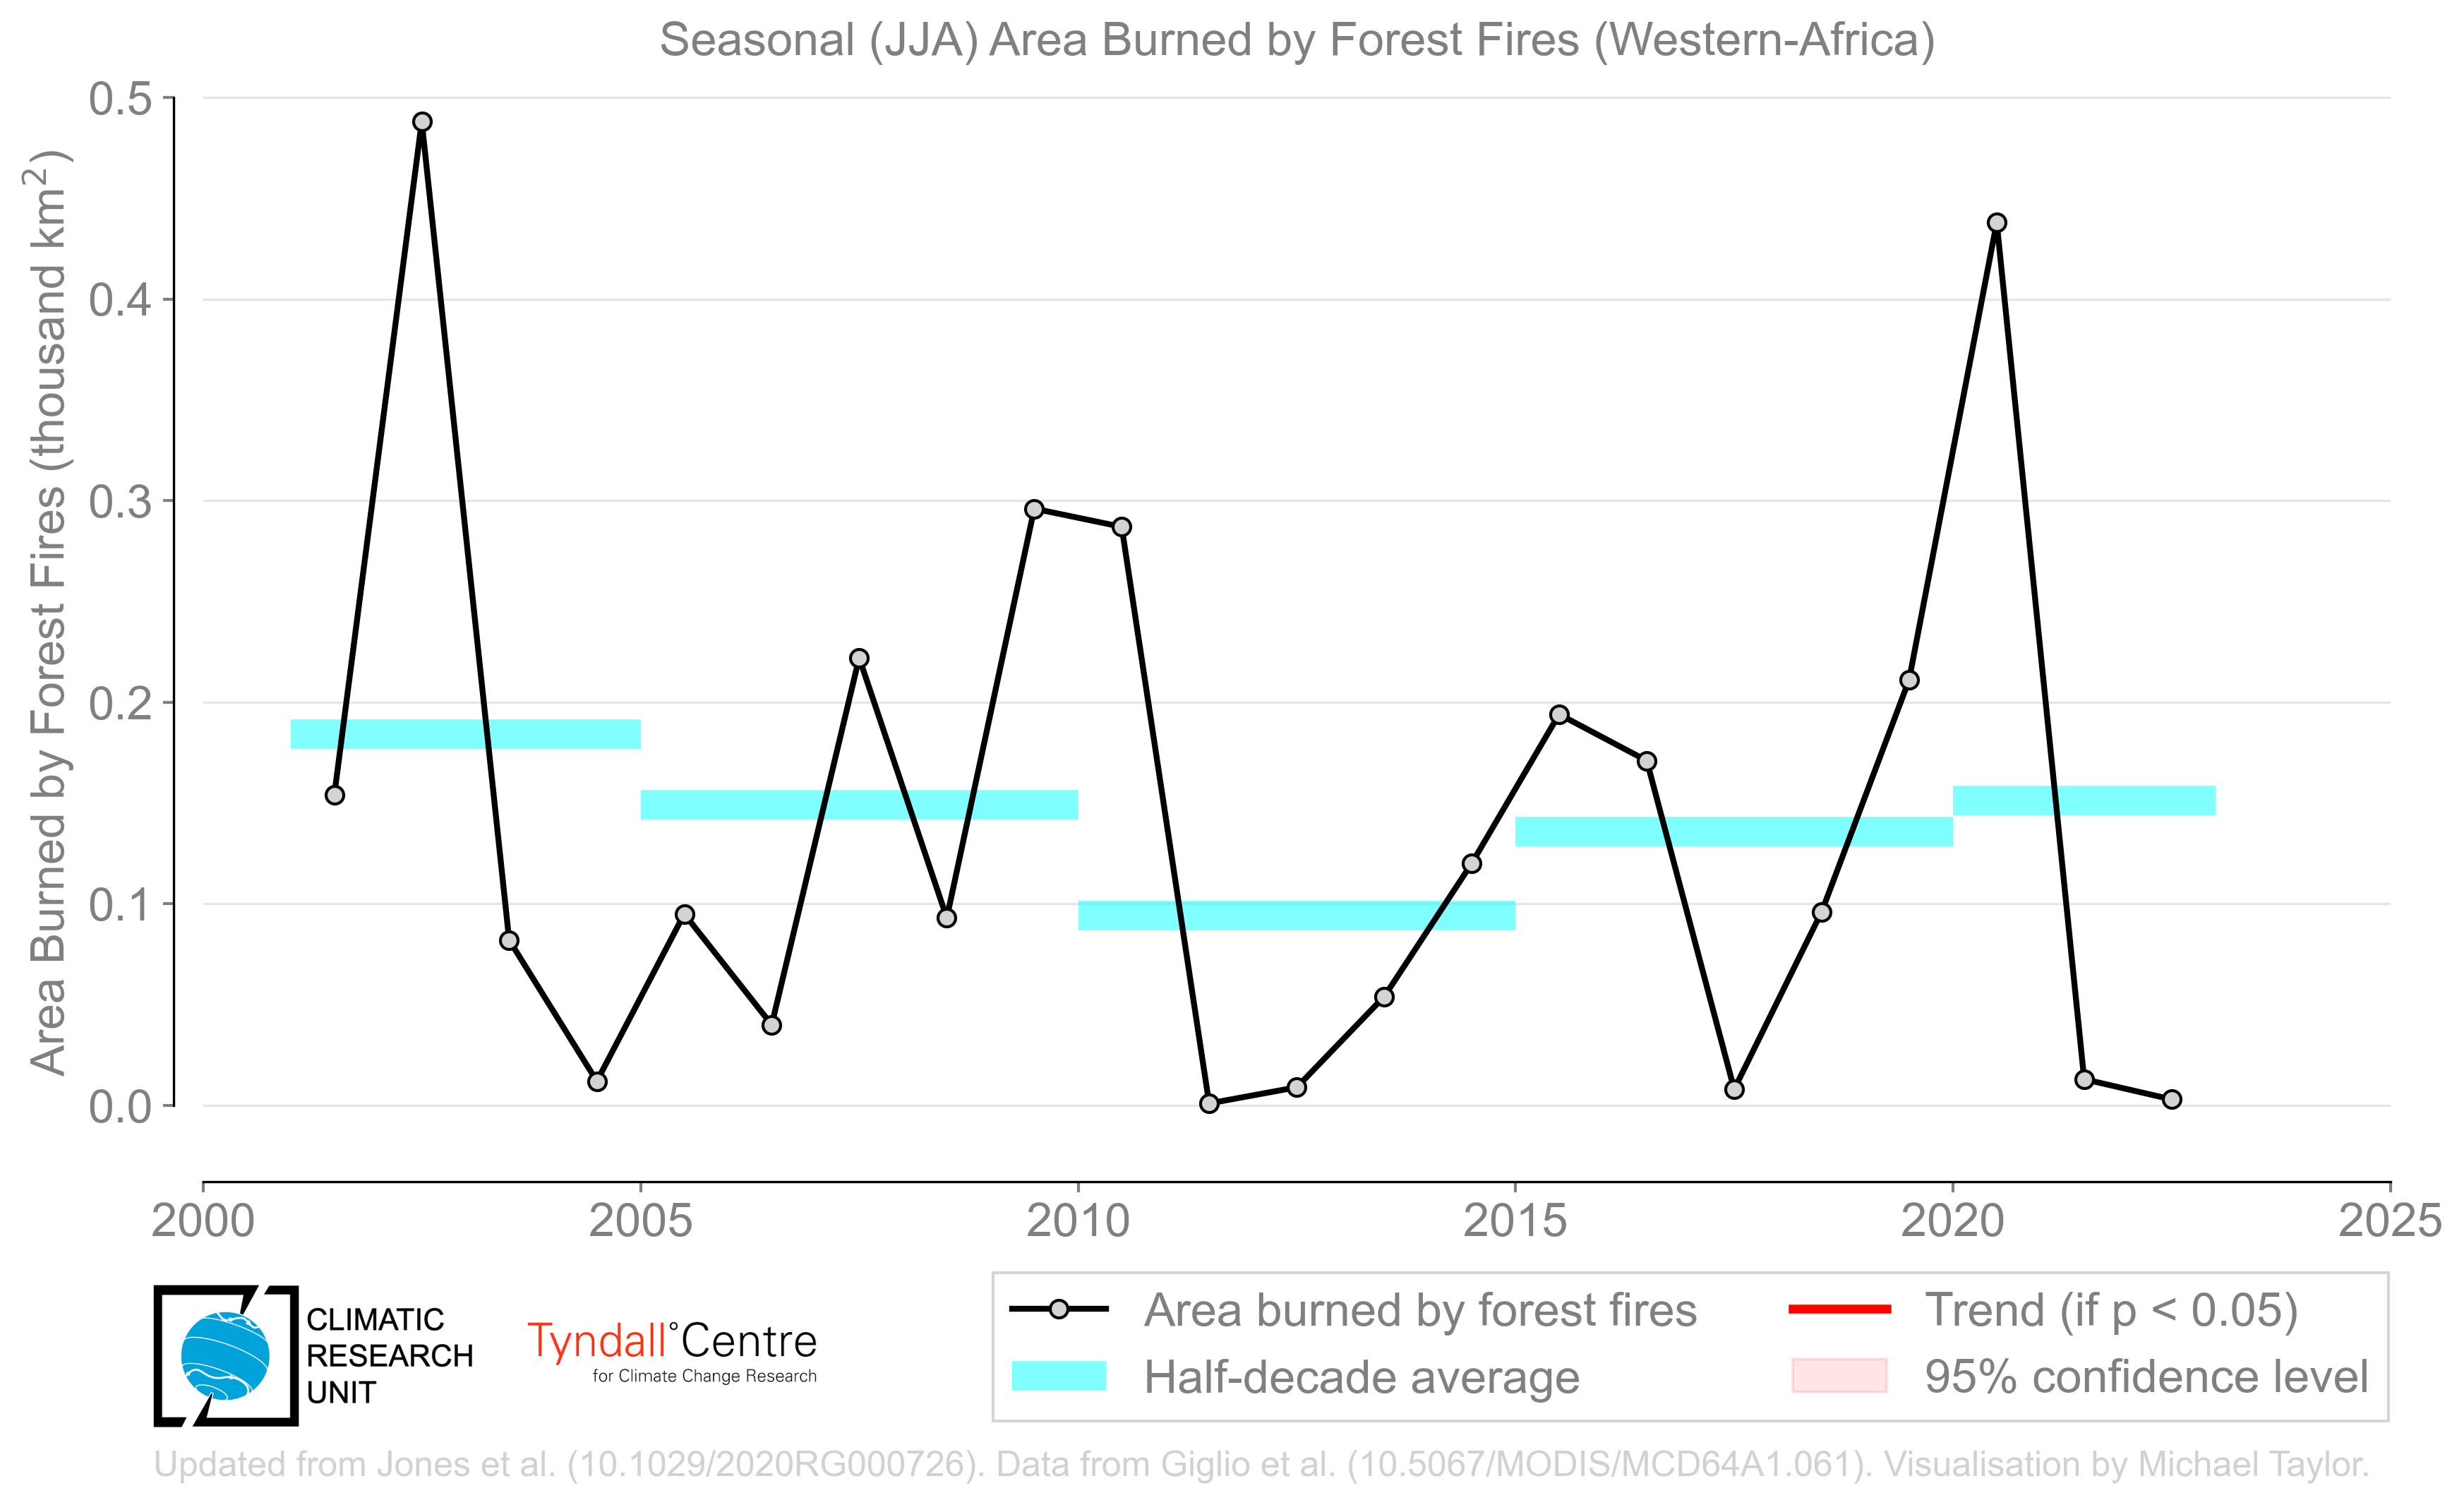 Seasonal (JJA) Area Burned by Forest Fires (Western-Africa)
Area Burned by Forest Fires (thousand km²)
0.5
0.4
0.3
0.2
0.1
0.0
2000
2005
2010
2015
2020
2025
CLIMATIC
RESEARCH
UNIT
Tyndall°Centre
for Climate Change Research
Area burned by forest fires
Half-decade average
Trend (if p < 0.05)
95% confidence level
Updated from Jones et al. (10.1029/2020RG000726). Data from Giglio et al. (10.5067/MODIS/MCD64A1.061). Visualisation by Michael Taylor.